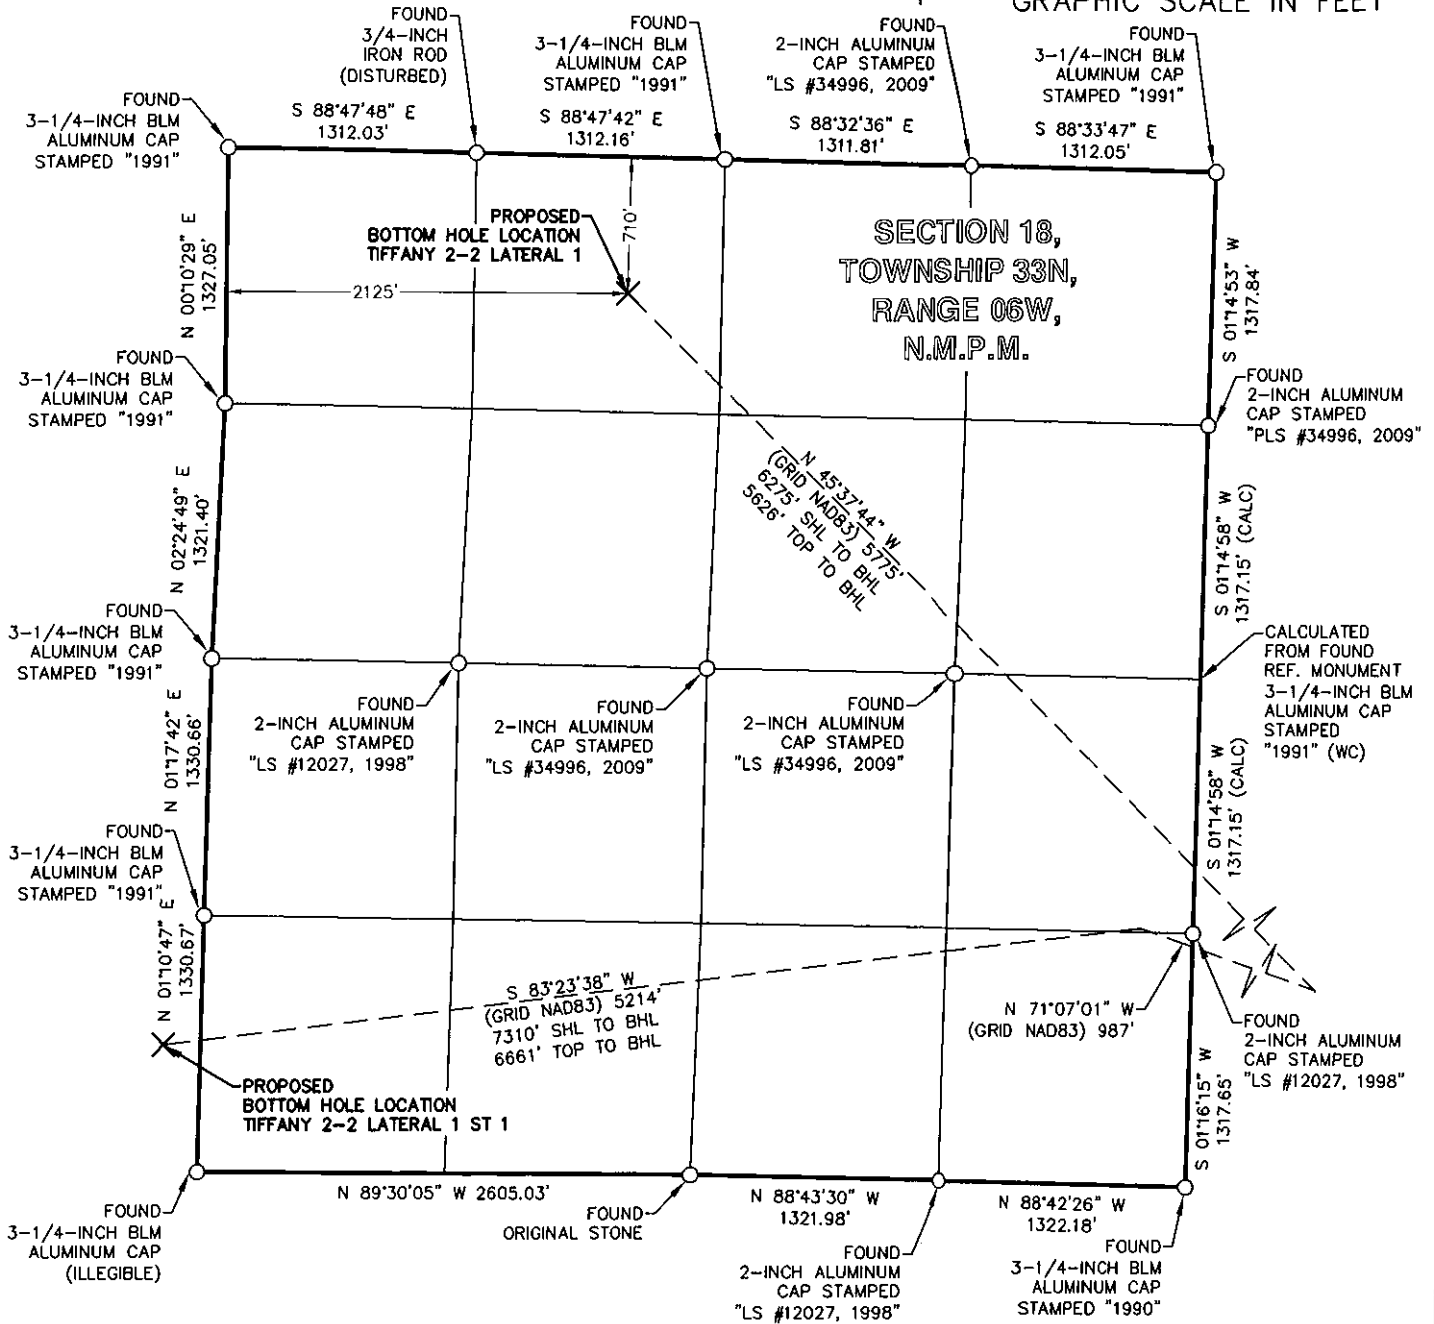 GRAPHIC SCALE IN FEET
FOUND
3/4-INCH
IRON ROD
(DISTURBED)
FOUND
3-1/4-INCH BLM
ALUMINUM CAP
STAMPED "1991"
FOUND
2-INCH ALUMINUM
CAP STAMPED
"LS #34996, 2009"
FOUND
3-1/4-INCH BLM
ALUMINUM CAP
STAMPED "1991"
FOUND
3-1/4-INCH BLM
ALUMINUM CAP
STAMPED "1991"
S 88°47'48" E
1312.03'
S 88°47'42" E
1312.16'
S 88°32'36" E
1311.81'
S 88°33'47" E
1312.05'
N 00°10'29" E
1327.05'
PROPOSED
BOTTOM HOLE LOCATION
TIFFANY 2-2 LATERAL 1
710'
2125'
SECTION 18,
TOWNSHIP 33N,
RANGE 06W,
N.M.P.M.
S 01°14'53" W
1317.84'
FOUND
3-1/4-INCH BLM
ALUMINUM CAP
STAMPED "1991"
FOUND
2-INCH ALUMINUM
CAP STAMPED
"PLS #34996, 2009"
N 45°37'44" W
(GRID NAD83) 5775'
6275' SHL TO BHL
5626' TOP TO BHL
N 02°24'49" E
1321.40'
S 01°14'58" W
1317.15' (CALC)
FOUND
3-1/4-INCH BLM
ALUMINUM CAP
STAMPED "1991"
CALCULATED
FROM FOUND
REF. MONUMENT
3-1/4-INCH BLM
ALUMINUM CAP
STAMPED
"1991" (WC)
FOUND
2-INCH ALUMINUM
CAP STAMPED
"LS #12027, 1998"
FOUND
2-INCH ALUMINUM
CAP STAMPED
"LS #34996, 2009"
FOUND
2-INCH ALUMINUM
CAP STAMPED
"LS #34996, 2009"
N 01°17'42" E
1330.66'
S 01°14'58" W
1317.15' (CALC)
FOUND
3-1/4-INCH BLM
ALUMINUM CAP
STAMPED "1991"
N 01°10'47" E
1330.67'
S 83°23'38" W
(GRID NAD83) 5214'
7310' SHL TO BHL
6661' TOP TO BHL
N 71°07'01" W
(GRID NAD83) 987'
FOUND
2-INCH ALUMINUM
CAP STAMPED
"LS #12027, 1998"
S 01°16'15" W
1317.65'
PROPOSED
BOTTOM HOLE LOCATION
TIFFANY 2-2 LATERAL 1 ST 1
N 89°30'05" W 2605.03'
N 88°43'30" W
1321.98'
N 88°42'26" W
1322.18'
FOUND
3-1/4-INCH BLM
ALUMINUM CAP
(ILLEGIBLE)
FOUND
ORIGINAL STONE
FOUND
2-INCH ALUMINUM
CAP STAMPED
"LS #12027, 1998"
FOUND
3-1/4-INCH BLM
ALUMINUM CAP
STAMPED "1990"